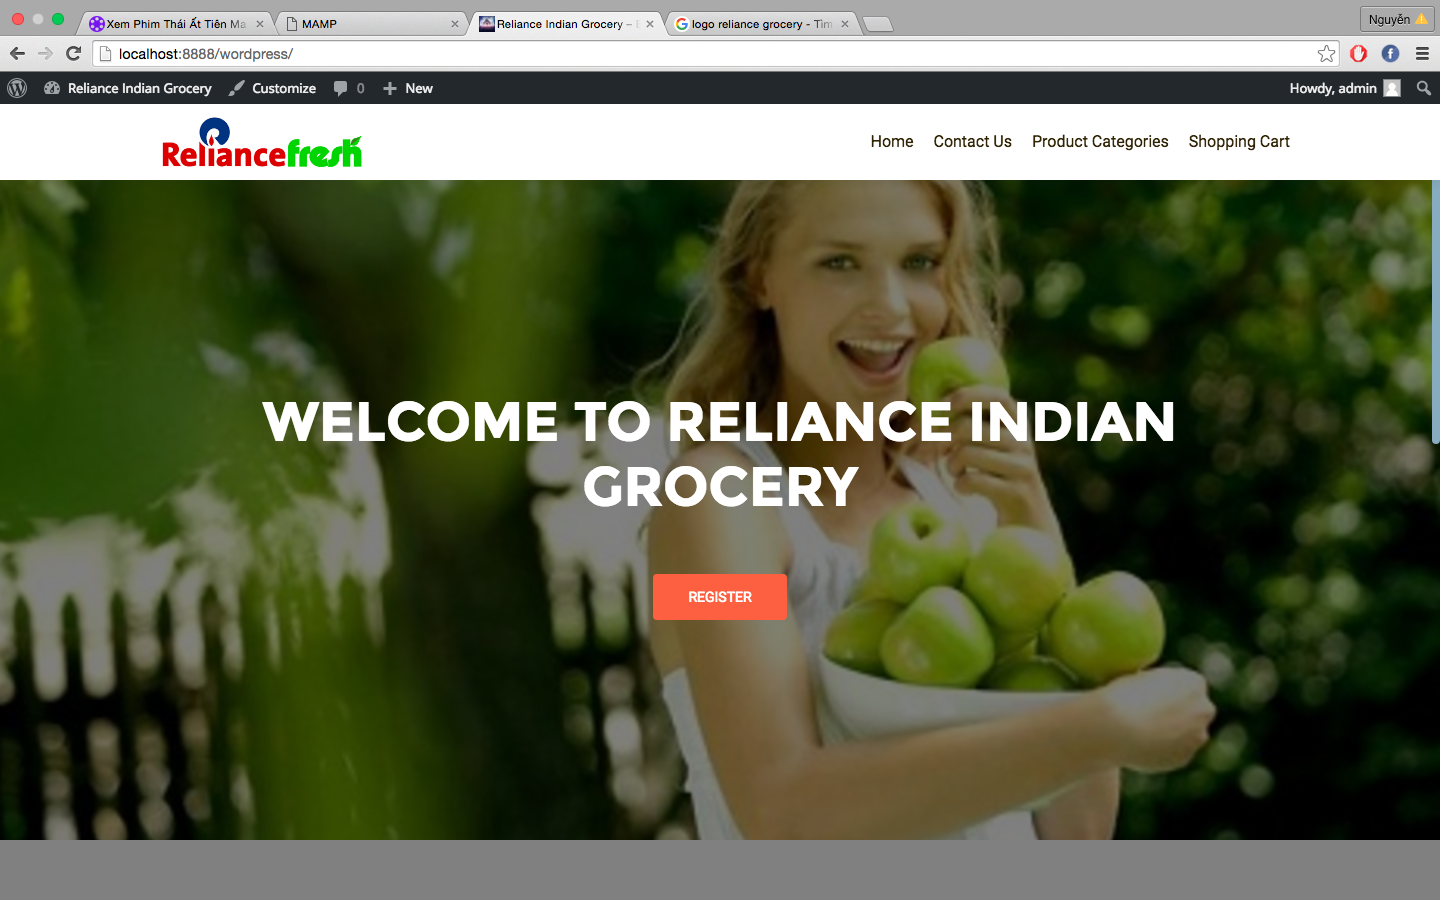 Xem Phim Thái Ất Tiên Ma
MAMP
Reliance Indian Grocery –
logo reliance grocery - Tìm
Nguyễn
localhost:8888/wordpress/
Reliance Indian Grocery
Customize
0
New
Howdy, admin
Reliancefresh
Home
Contact Us
Product Categories
Shopping Cart
WELCOME TO RELIANCE INDIAN
GROCERY
REGISTER